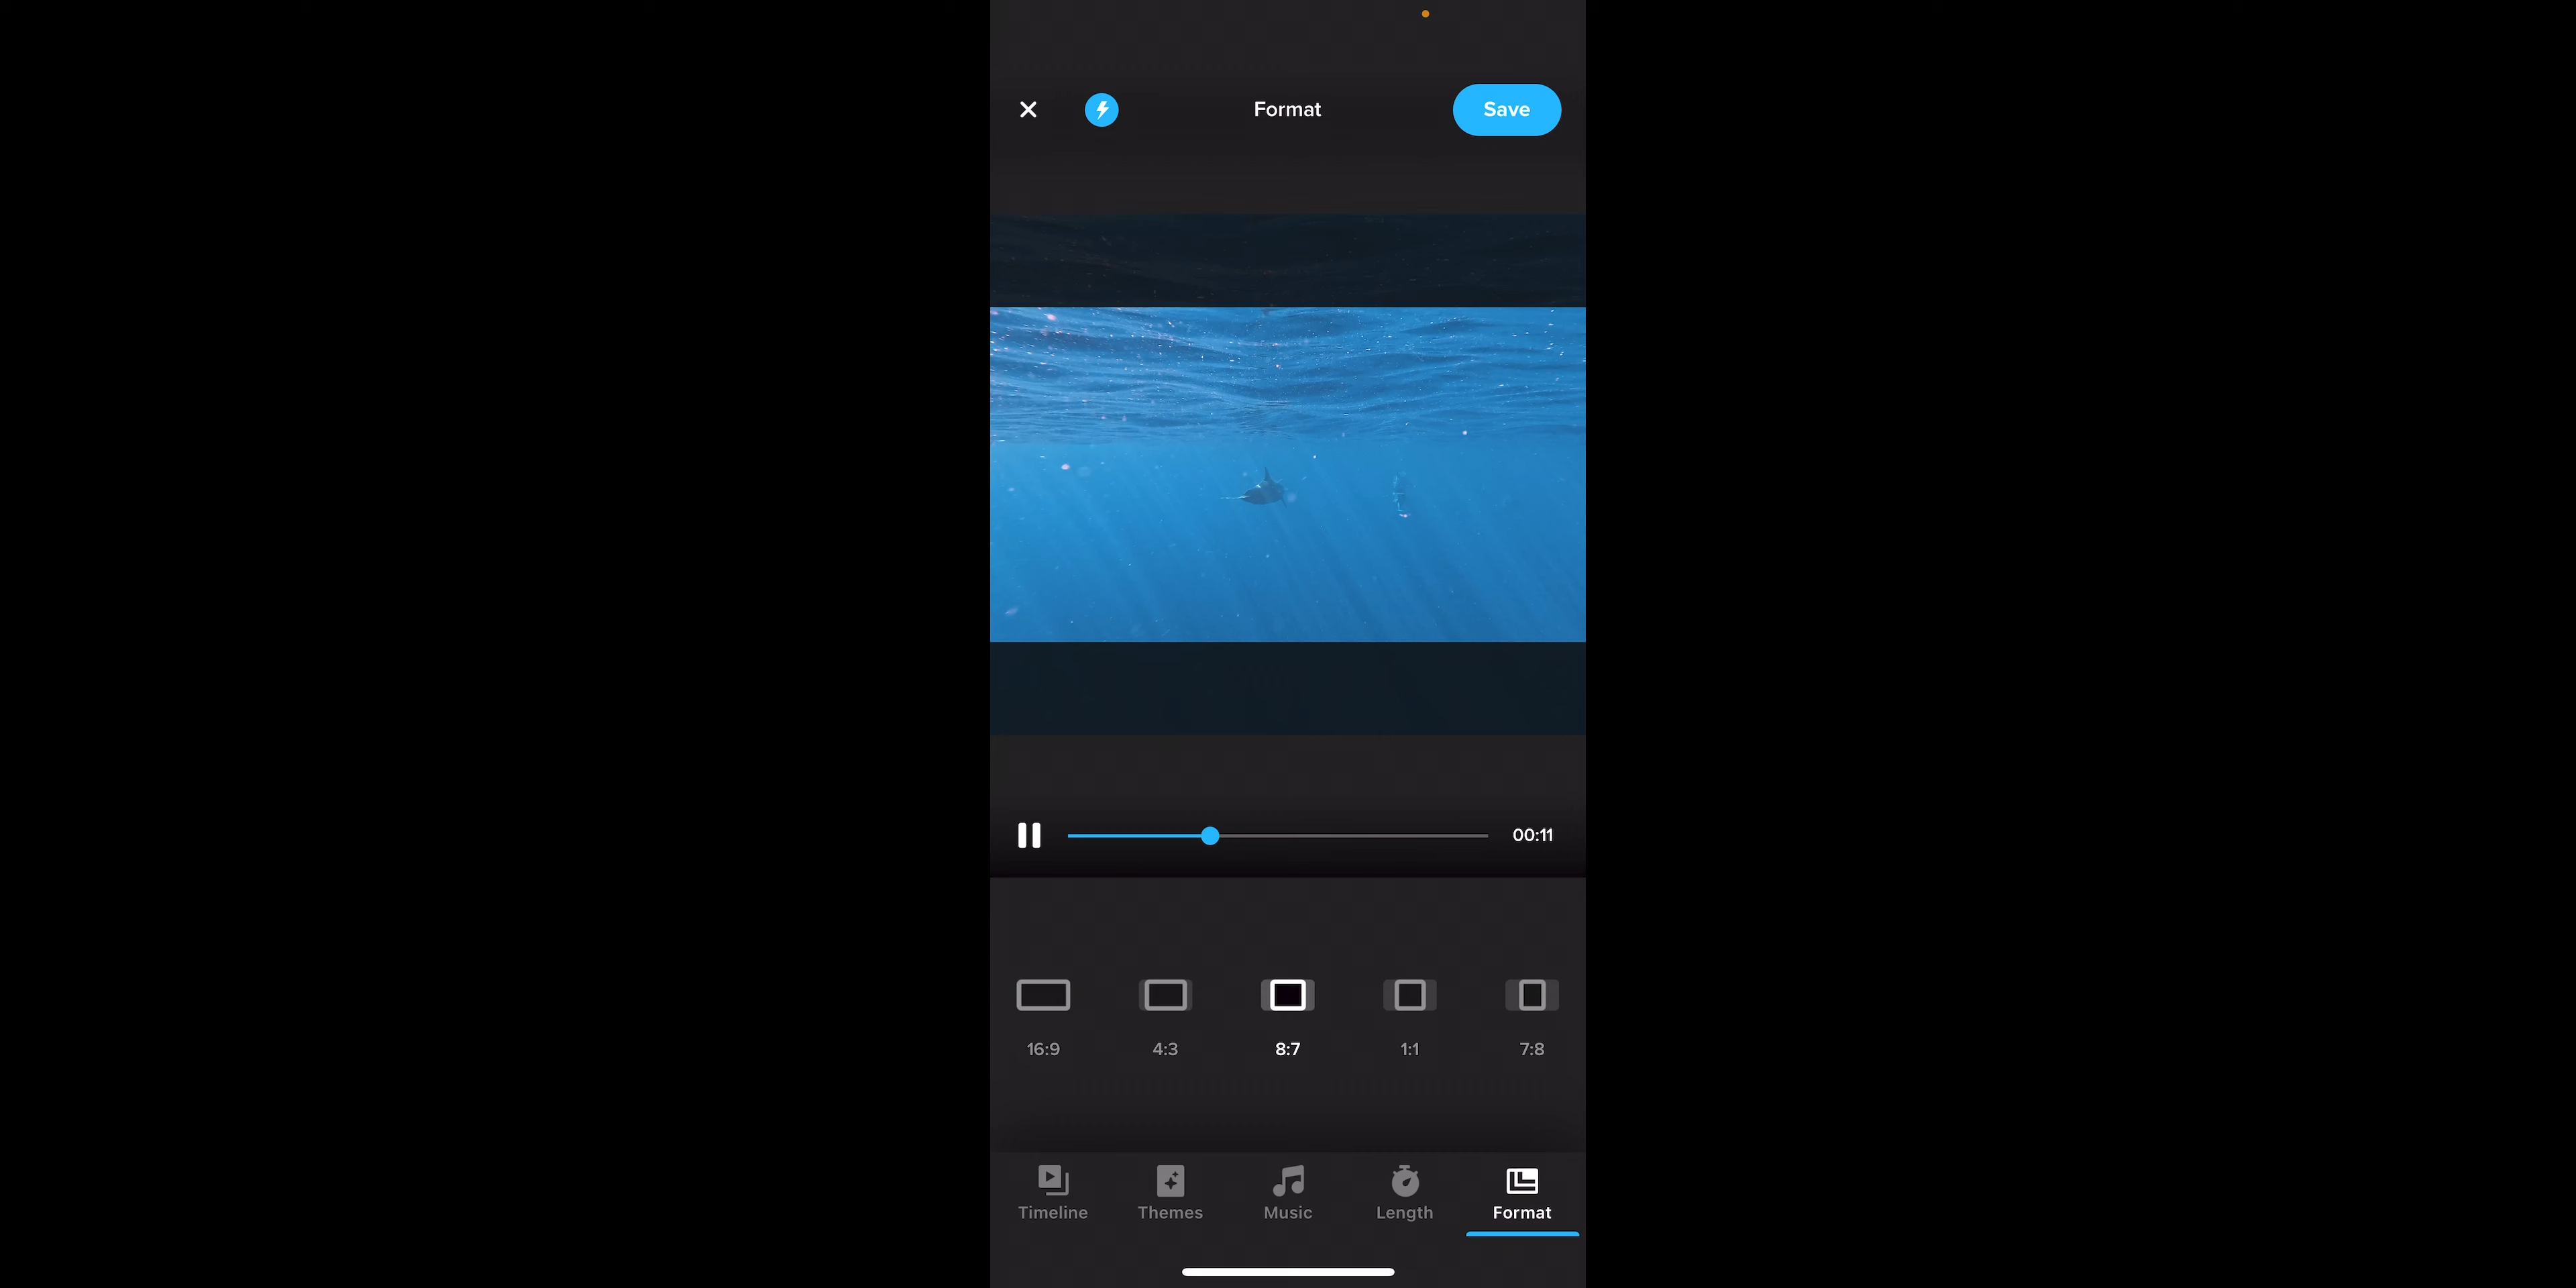 Format
Save
00:11
16:9
4:3
8:7
1:1
7:8
Timeline
Themes
Music
Length
Format